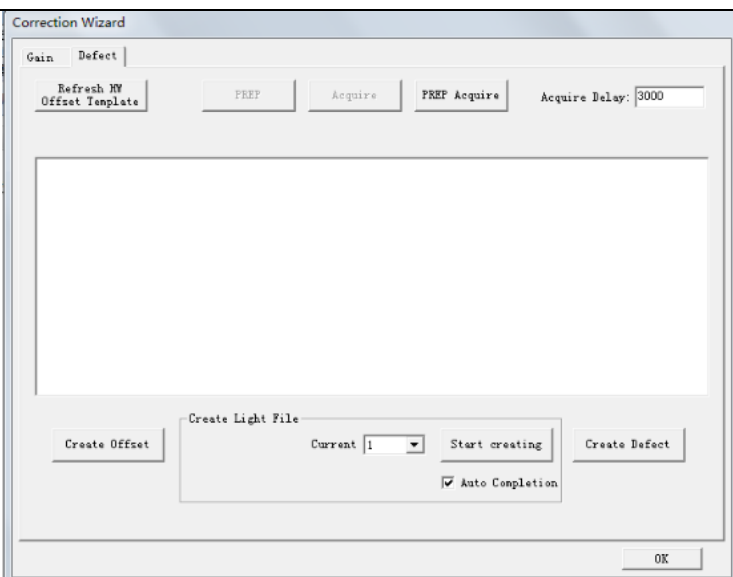 Correction Wizard
Gain Defect
Refresh HW
Offset Template
PREP
Acquire
PREP Acquire
Acquire Delay: 3000
Create Offset
Create Light File
Current 1
Start creating
Create Defect
Auto Completion
OK